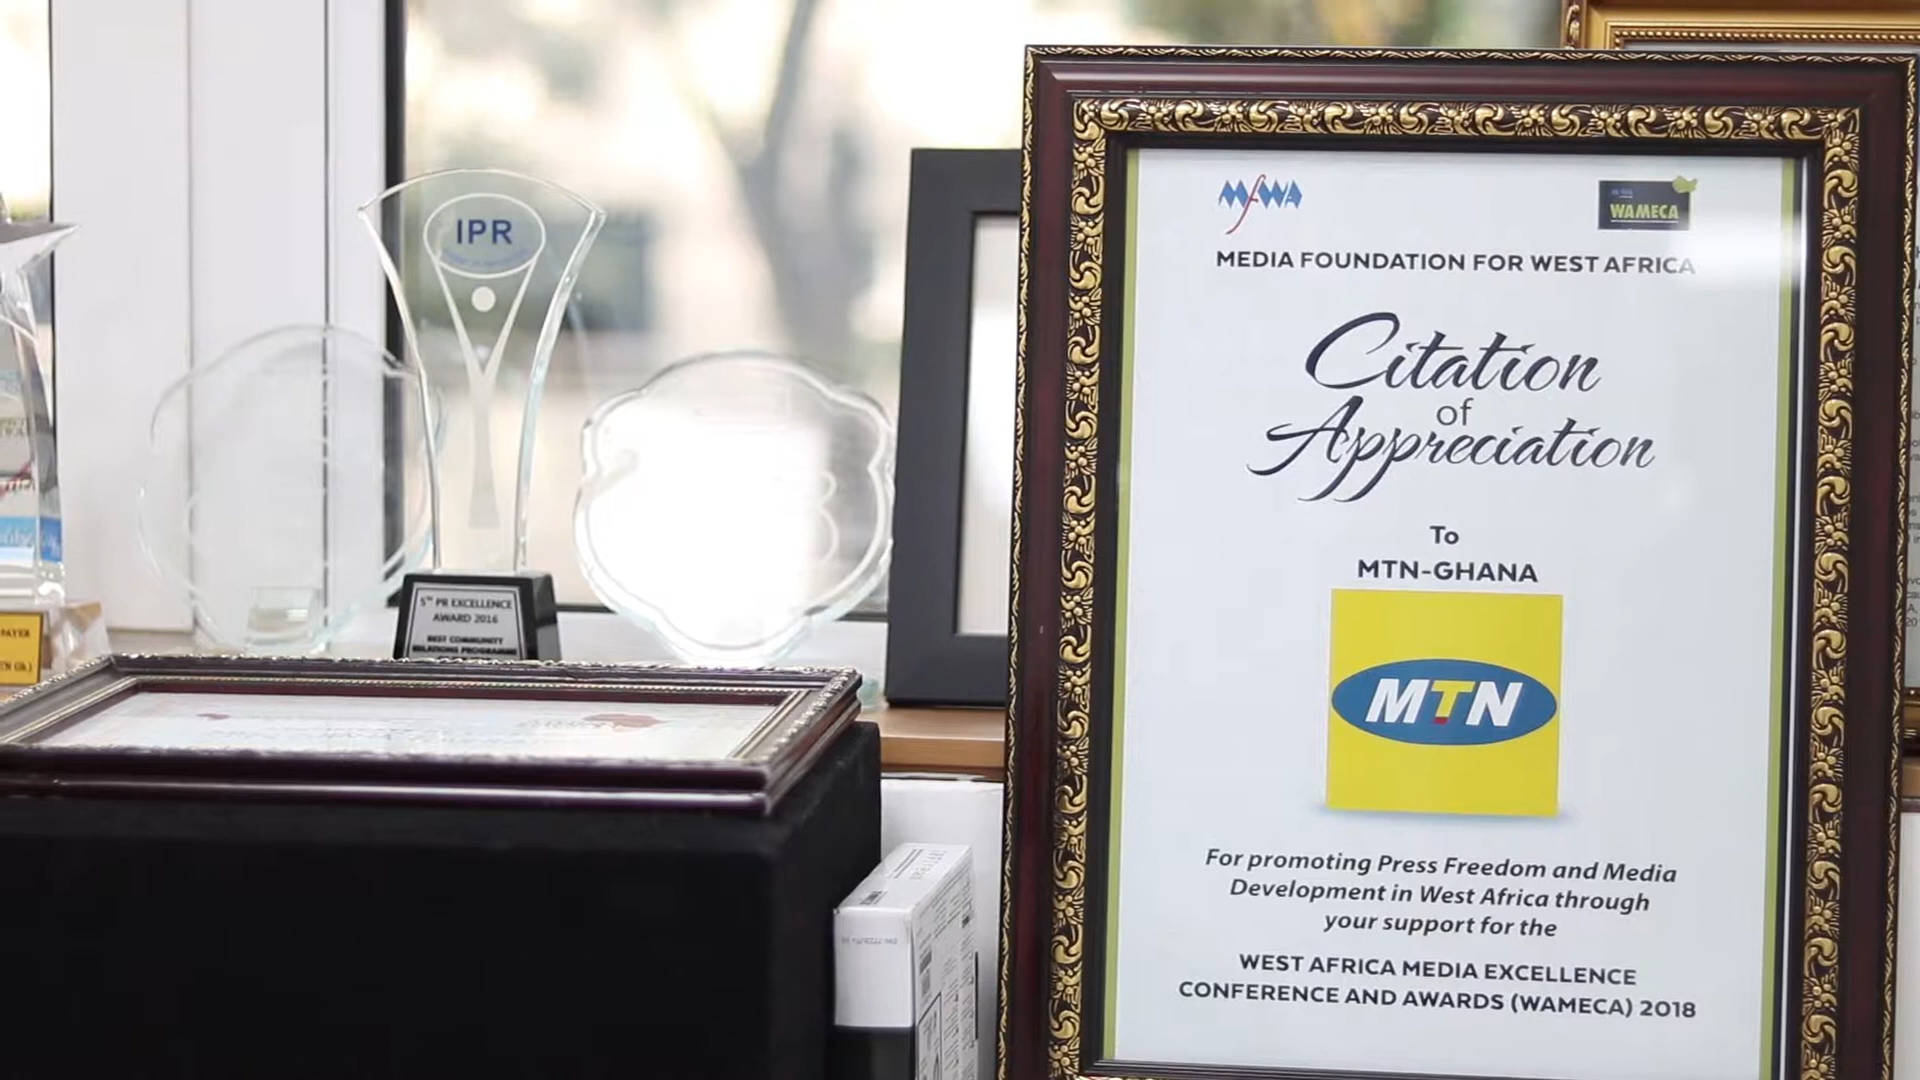 IPR
5TH PR EXCELLENCE
AWARD 2016
BEST COMMUNITY
RELATIONS PROGRAMME
MFWA
WAMECA
MEDIA FOUNDATION FOR WEST AFRICA
Citation
of
Appreciation
To
MTN-GHANA
MTN
For promoting Press Freedom and Media
Development in West Africa through
your support for the
WEST AFRICA MEDIA EXCELLENCE
CONFERENCE AND AWARDS (WAMECA) 2018